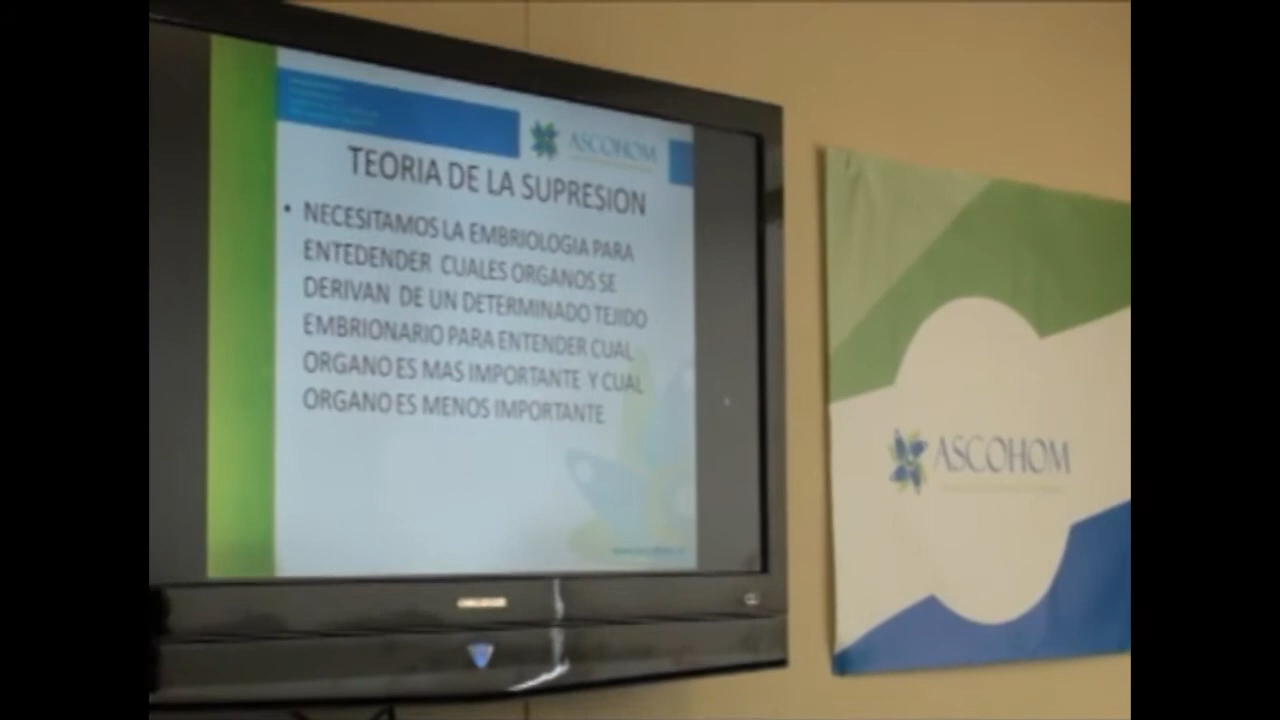 ASCOHOM
TEORIA DE LA SUPRESION
• NECESITAMOS LA EMBRIOLOGIA PARA
ENTEDENDER CUALES ORGANOS SE
DERIVAN DE UN DETERMINADO TEJIDO
EMBRIONARIO PARA ENTENDER CUAL
ORGANO ES MAS IMPORTANTE Y CUAL
ORGANO ES MENOS IMPORTANTE
ASCOHOM